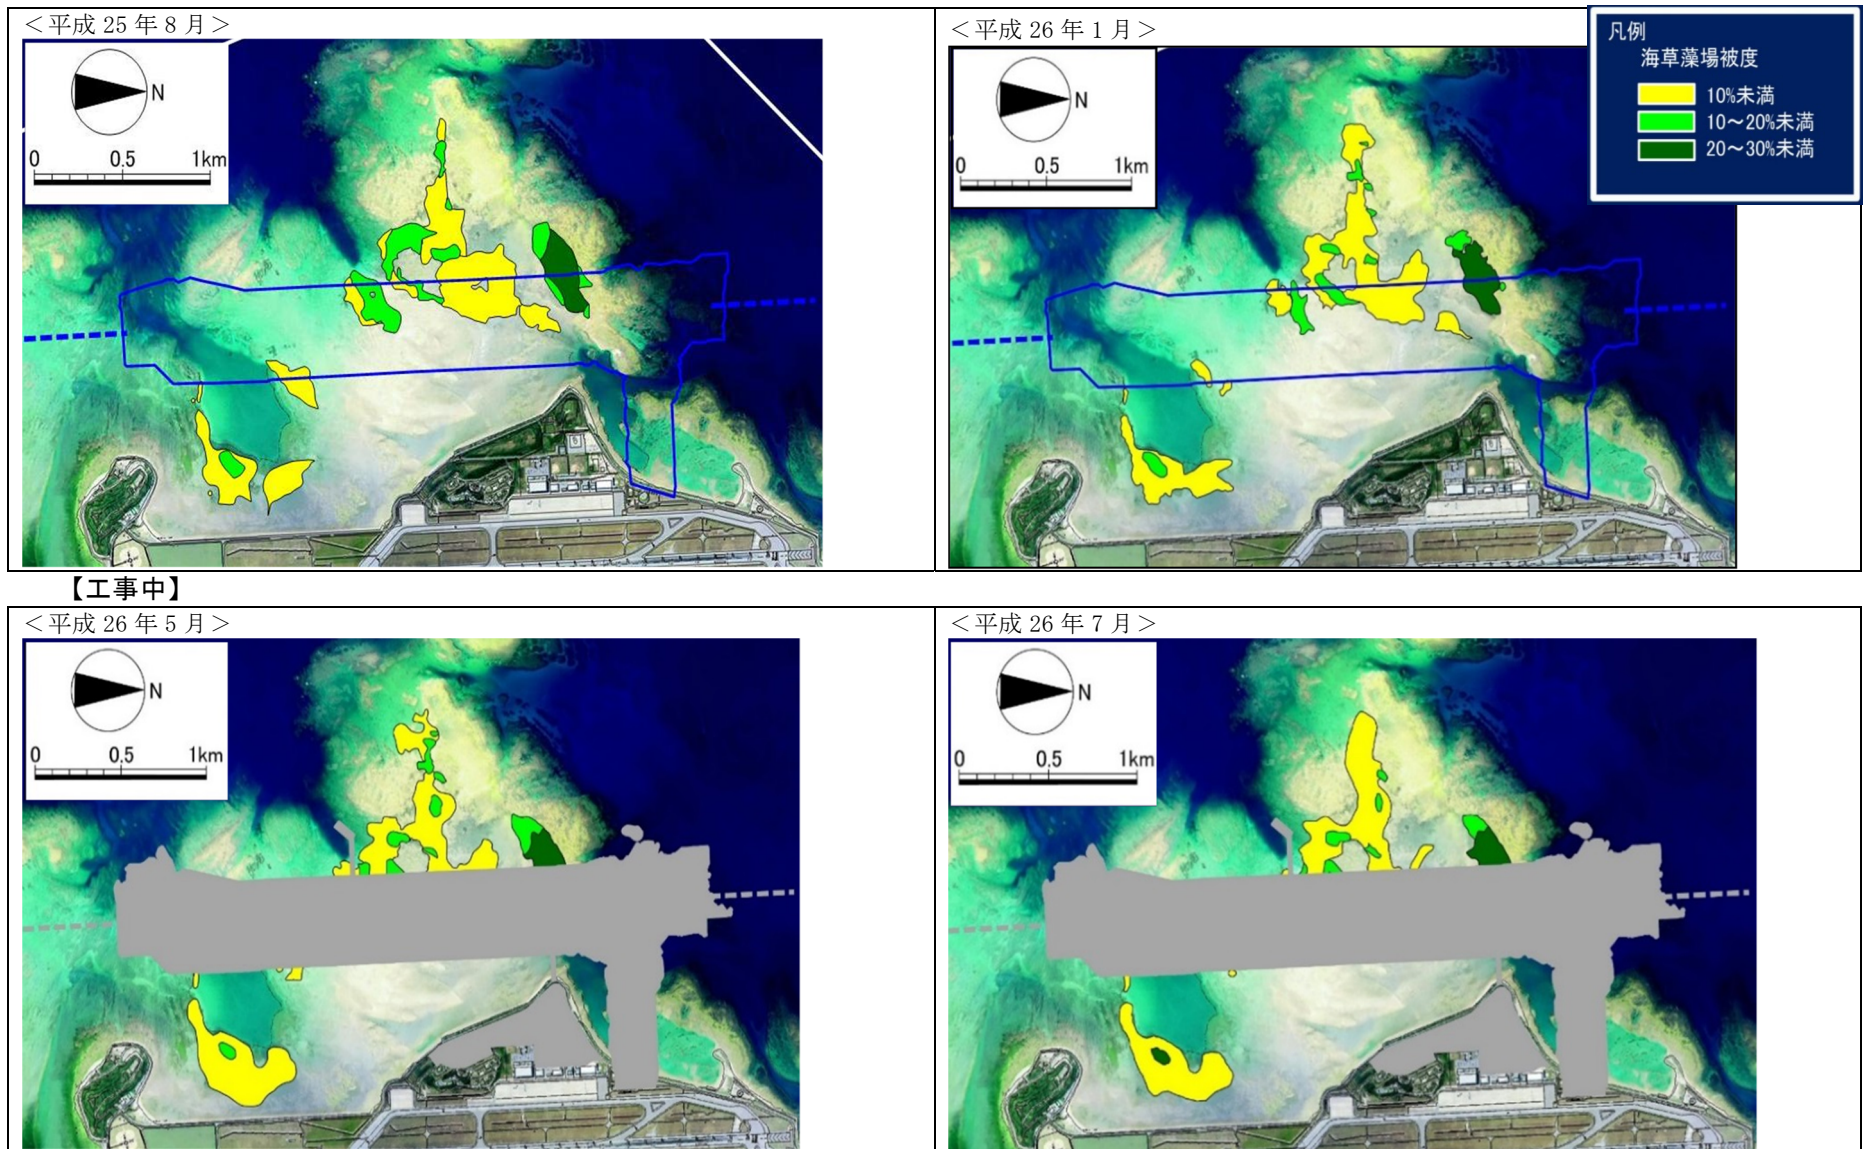 ＜平成 25 年 8 月＞
N
0 0.5 1km
＜平成 26 年 1 月＞
N
0 0.5 1km
凡例
海草藻場被度
10%未満
10～20%未満
20～30%未満
【工事中】
＜平成 26 年 5 月＞
N
0 0.5 1km
＜平成 26 年 7 月＞
N
0 0.5 1km